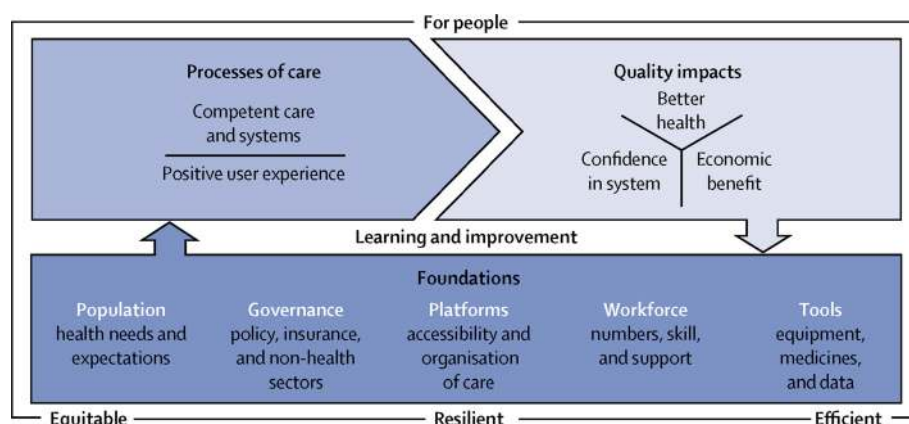 For people
Processes of care
Competent care
and systems
Positive user experience
Quality impacts
Better
health
Confidence
in system
Economic
benefit
Learning and improvement
Foundations
Population
health needs and
expectations
Governance
policy, insurance,
and non-health
sectors
Platforms
accessibility and
organisation
of care
Workforce
numbers, skill,
and support
Tools
equipment,
medicines,
and data
Equitable
Resilient
Efficient